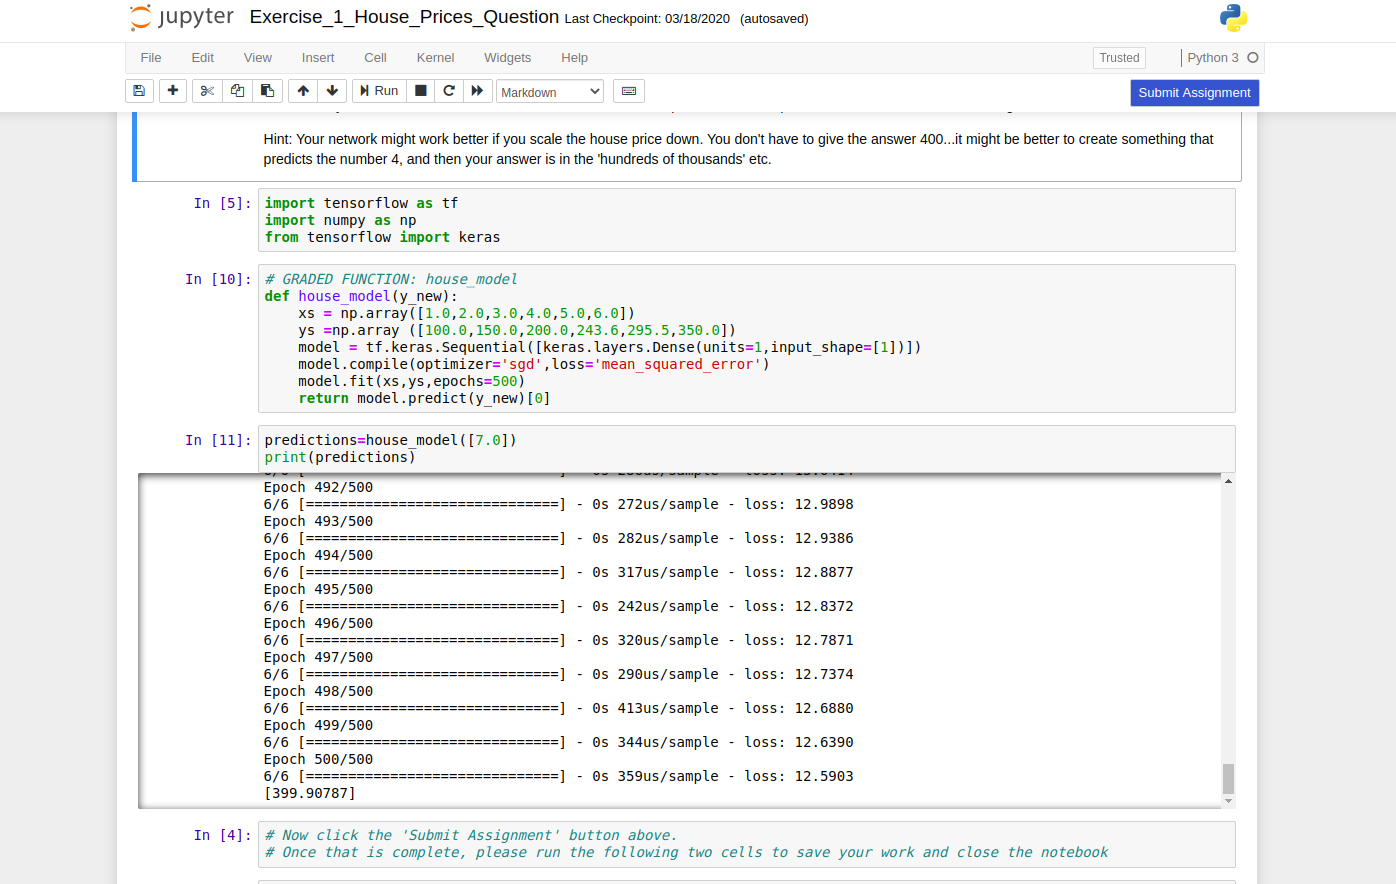 jupyter Exercise_1_House_Prices_Question Last Checkpoint: 03/18/2020 (autosaved)
File Edit View Insert Cell Kernel Widgets Help Trusted Python 3
Run Markdown Submit Assignment
Hint: Your network might work better if you scale the house price down. You don't have to give the answer 400...it might be better to create something that
predicts the number 4, and then your answer is in the 'hundreds of thousands' etc.
In [5]: import tensorflow as tf
import numpy as np
from tensorflow import keras
In [10]: # GRADED FUNCTION: house_model
def house_model(y_new):
    xs = np.array([1.0,2.0,3.0,4.0,5.0,6.0])
    ys =np.array ([100.0,150.0,200.0,243.6,295.5,350.0])
    model = tf.keras.Sequential([keras.layers.Dense(units=1,input_shape=[1])])
    model.compile(optimizer='sgd',loss='mean_squared_error')
    model.fit(xs,ys,epochs=500)
    return model.predict(y_new)[0]
In [11]: predictions=house_model([7.0])
print(predictions)
Epoch 492/500
6/6 [==============================] - 0s 272us/sample - loss: 12.9898
Epoch 493/500
6/6 [==============================] - 0s 282us/sample - loss: 12.9386
Epoch 494/500
6/6 [==============================] - 0s 317us/sample - loss: 12.8877
Epoch 495/500
6/6 [==============================] - 0s 242us/sample - loss: 12.8372
Epoch 496/500
6/6 [==============================] - 0s 320us/sample - loss: 12.7871
Epoch 497/500
6/6 [==============================] - 0s 290us/sample - loss: 12.7374
Epoch 498/500
6/6 [==============================] - 0s 413us/sample - loss: 12.6880
Epoch 499/500
6/6 [==============================] - 0s 344us/sample - loss: 12.6390
Epoch 500/500
6/6 [==============================] - 0s 359us/sample - loss: 12.5903
[399.90787]
In [4]: # Now click the 'Submit Assignment' button above.
# Once that is complete, please run the following two cells to save your work and close the notebook